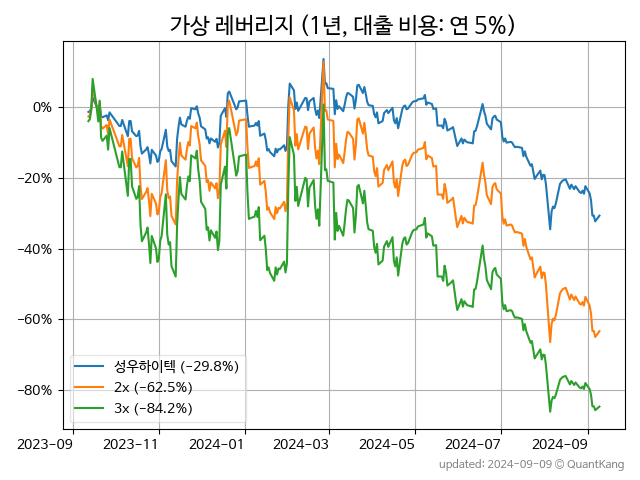 가상 레버리지 (1년, 대출 비용: 연 5%)
0%
−20%
−40%
−60%
−80%
성우하이텍 (−29.8%)
2x (−62.5%)
3x (−84.2%)
2023-09 2023-11 2024-01 2024-03 2024-05 2024-07 2024-09
updated: 2024-09-09 © QuantKang